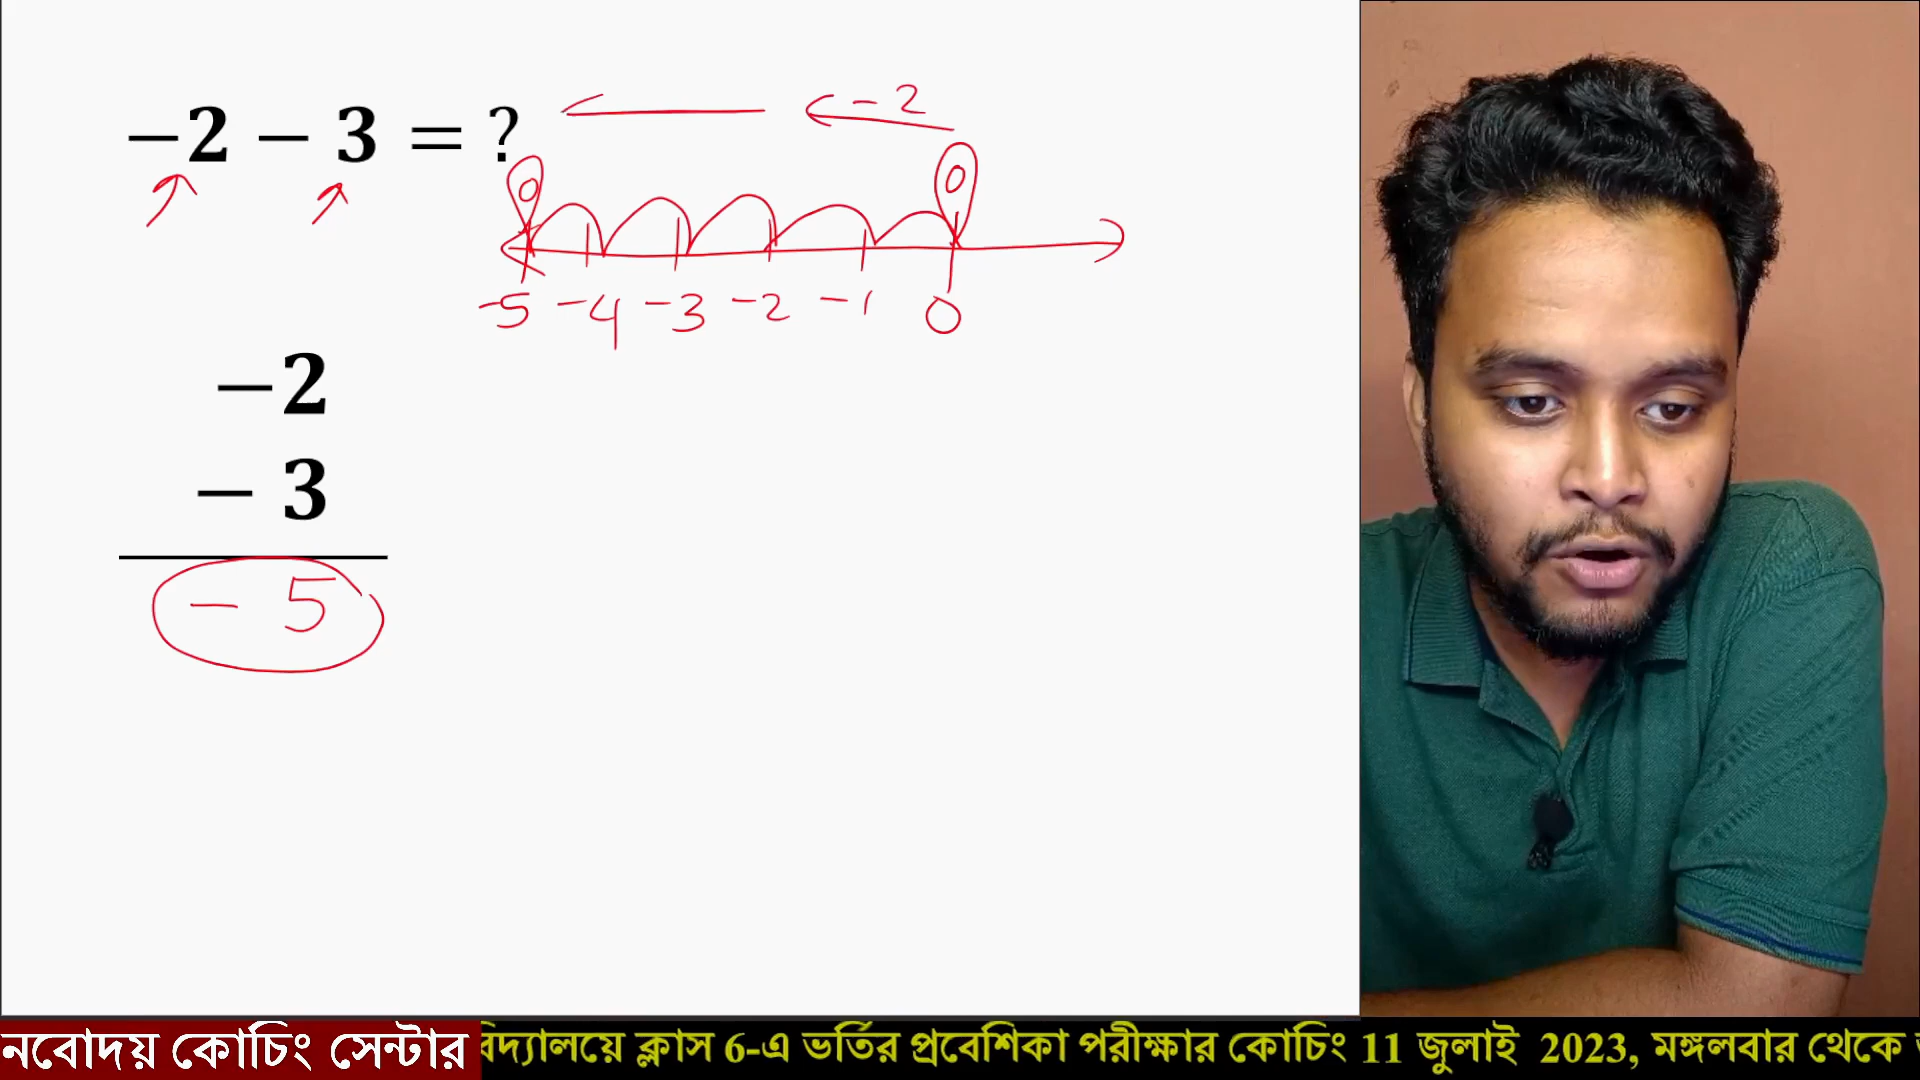 −2 − 3 = ?
−2
0
0
-5 −4 −3 −2 −1 0
−2
− 3
− 5
নবোদয় কোচিং সেন্টার
বিদ্যালয়ে ক্লাস 6-এ ভর্তির প্রবেশিকা পরীক্ষার কোচিং 11 জুলাই 2023, মঙ্গলবার থেকে